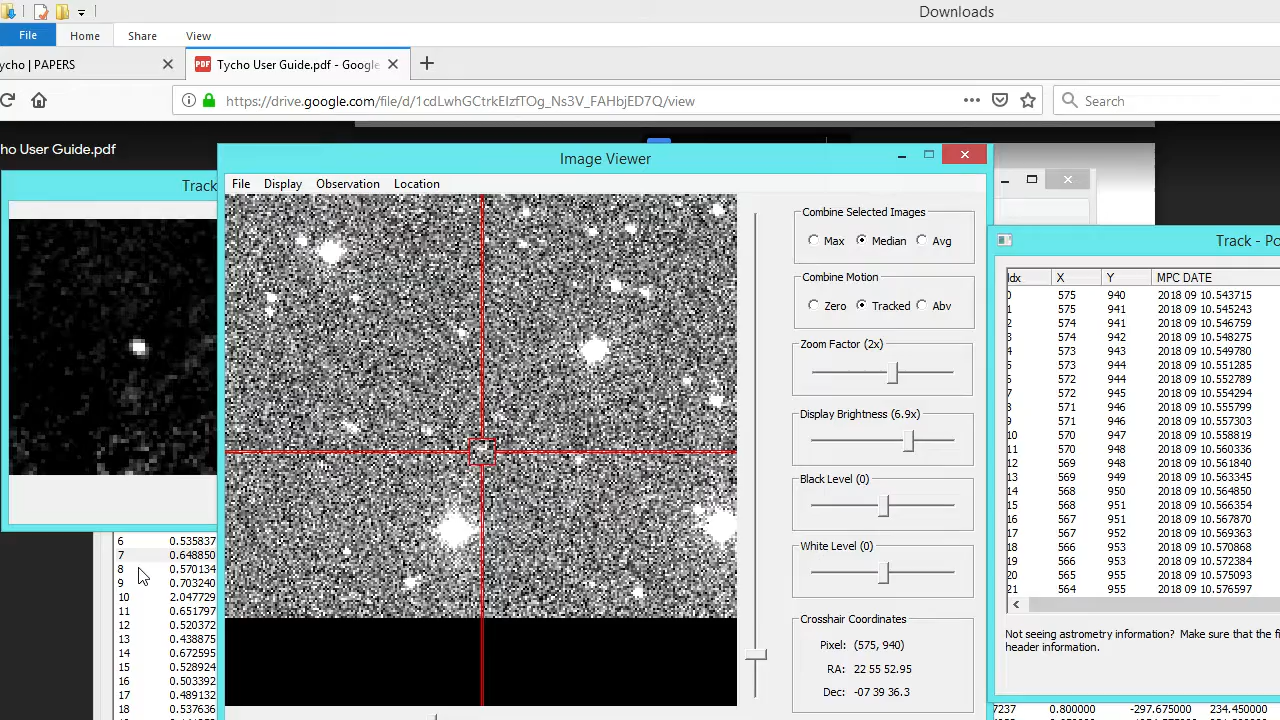 Downloads
File Home Share View
ycho | PAPERS
Tycho User Guide.pdf - Google
https://drive.google.com/file/d/1cdLwhGCtrkEIzfTOg_Ns3V_FAHbjED7Q/view
Search
ho User Guide.pdf
Track
Image Viewer
File Display Observation Location
Combine Selected Images
Max Median Avg
Combine Motion
Zero Tracked Abv
Zoom Factor (2x)
Display Brightness (6.9x)
Black Level (0)
White Level (0)
Crosshair Coordinates
Pixel: (575, 940)
RA: 22 55 52.95
Dec: -07 39 36.3
6 0.535837
7 0.648850
8 0.570134
9 0.703240
10 2.047729
11 0.651797
12 0.520372
13 0.438875
14 0.672595
15 0.528924
16 0.503392
17 0.489132
18 0.537636
Track - Po
Idx X Y MPC DATE
0 575 940 2018 09 10.543715
1 575 941 2018 09 10.545243
2 574 941 2018 09 10.546759
3 574 942 2018 09 10.548275
4 573 943 2018 09 10.549780
5 573 944 2018 09 10.551285
6 572 944 2018 09 10.552789
7 572 945 2018 09 10.554294
8 571 946 2018 09 10.555799
9 571 946 2018 09 10.557303
10 570 947 2018 09 10.558819
11 570 948 2018 09 10.560336
12 569 948 2018 09 10.561840
13 569 949 2018 09 10.563345
14 568 950 2018 09 10.564850
15 568 951 2018 09 10.566354
16 567 951 2018 09 10.567870
17 567 952 2018 09 10.569363
18 566 953 2018 09 10.570868
19 566 953 2018 09 10.572384
20 565 955 2018 09 10.575093
21 564 955 2018 09 10.576597
Not seeing astrometry information? Make sure that the fi
header information.
7237 0.800000 -297.675000 234.450000